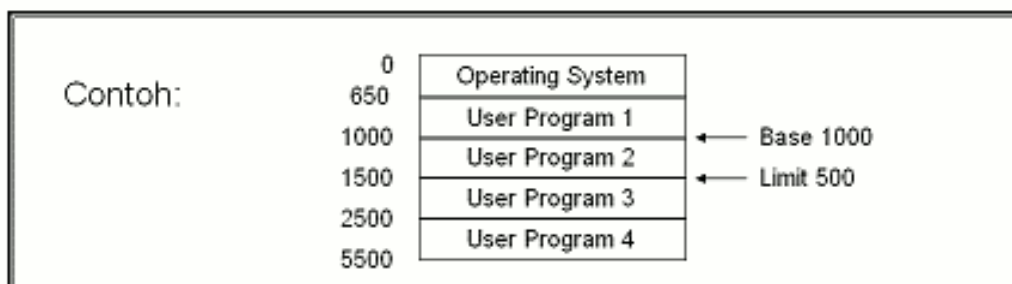 Contoh:
0
Operating System
650
User Program 1
1000
Base 1000
User Program 2
1500
Limit 500
User Program 3
2500
User Program 4
5500